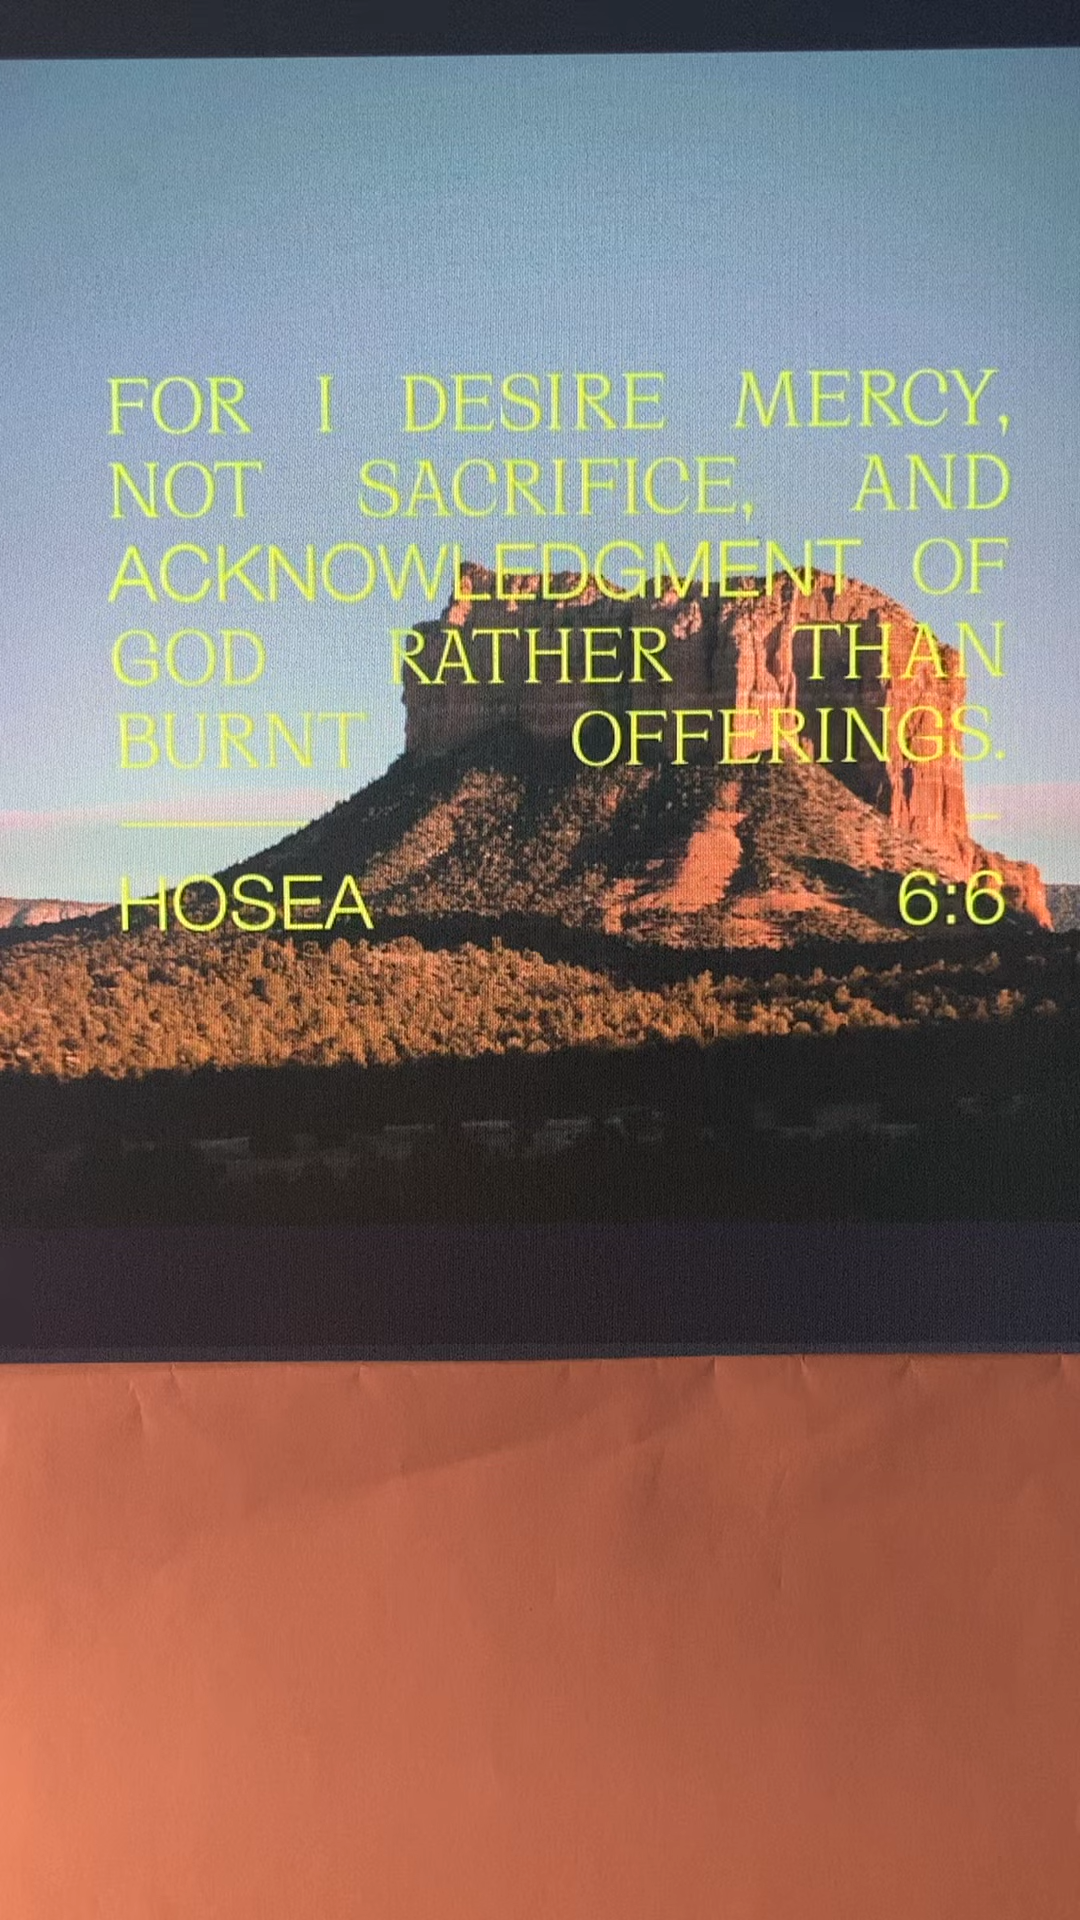 FOR I DESIRE MERCY,
NOT SACRIFICE, AND
ACKNOWLEDGMENT OF
GOD RATHER THAN
BURNT OFFERINGS.
HOSEA 6:6